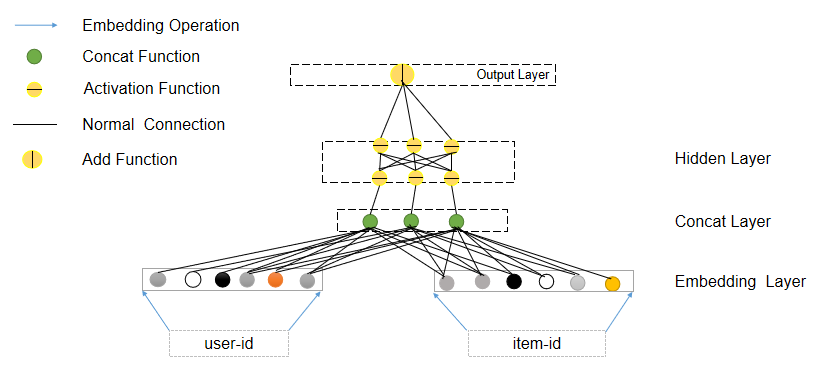 Embedding Operation
Concat Function
Activation Function
Normal Connection
Add Function
Output Layer
Hidden Layer
Concat Layer
Embedding Layer
user-id
item-id